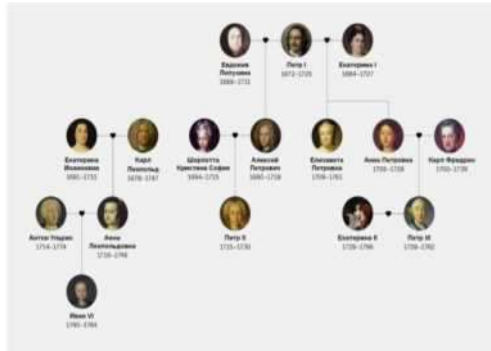 Евдокия
Лопухина
1669–1731
Петр I
1672–1725
Екатерина I
1684–1727
Екатерина
Иоанновна
1691–1733
Карл
Леопольд
1678–1747
Шарлотта
Кристина София
1694–1715
Алексей
Петрович
1690–1718
Елизавета
Петровна
1709–1761
Анна Петровна
1708–1728
Карл Фридрих
1700–1739
Антон Ульрих
1714–1774
Анна
Леопольдовна
1718–1746
Петр II
1715–1730
Екатерина II
1729–1796
Петр III
1728–1762
Иван VI
1740–1764